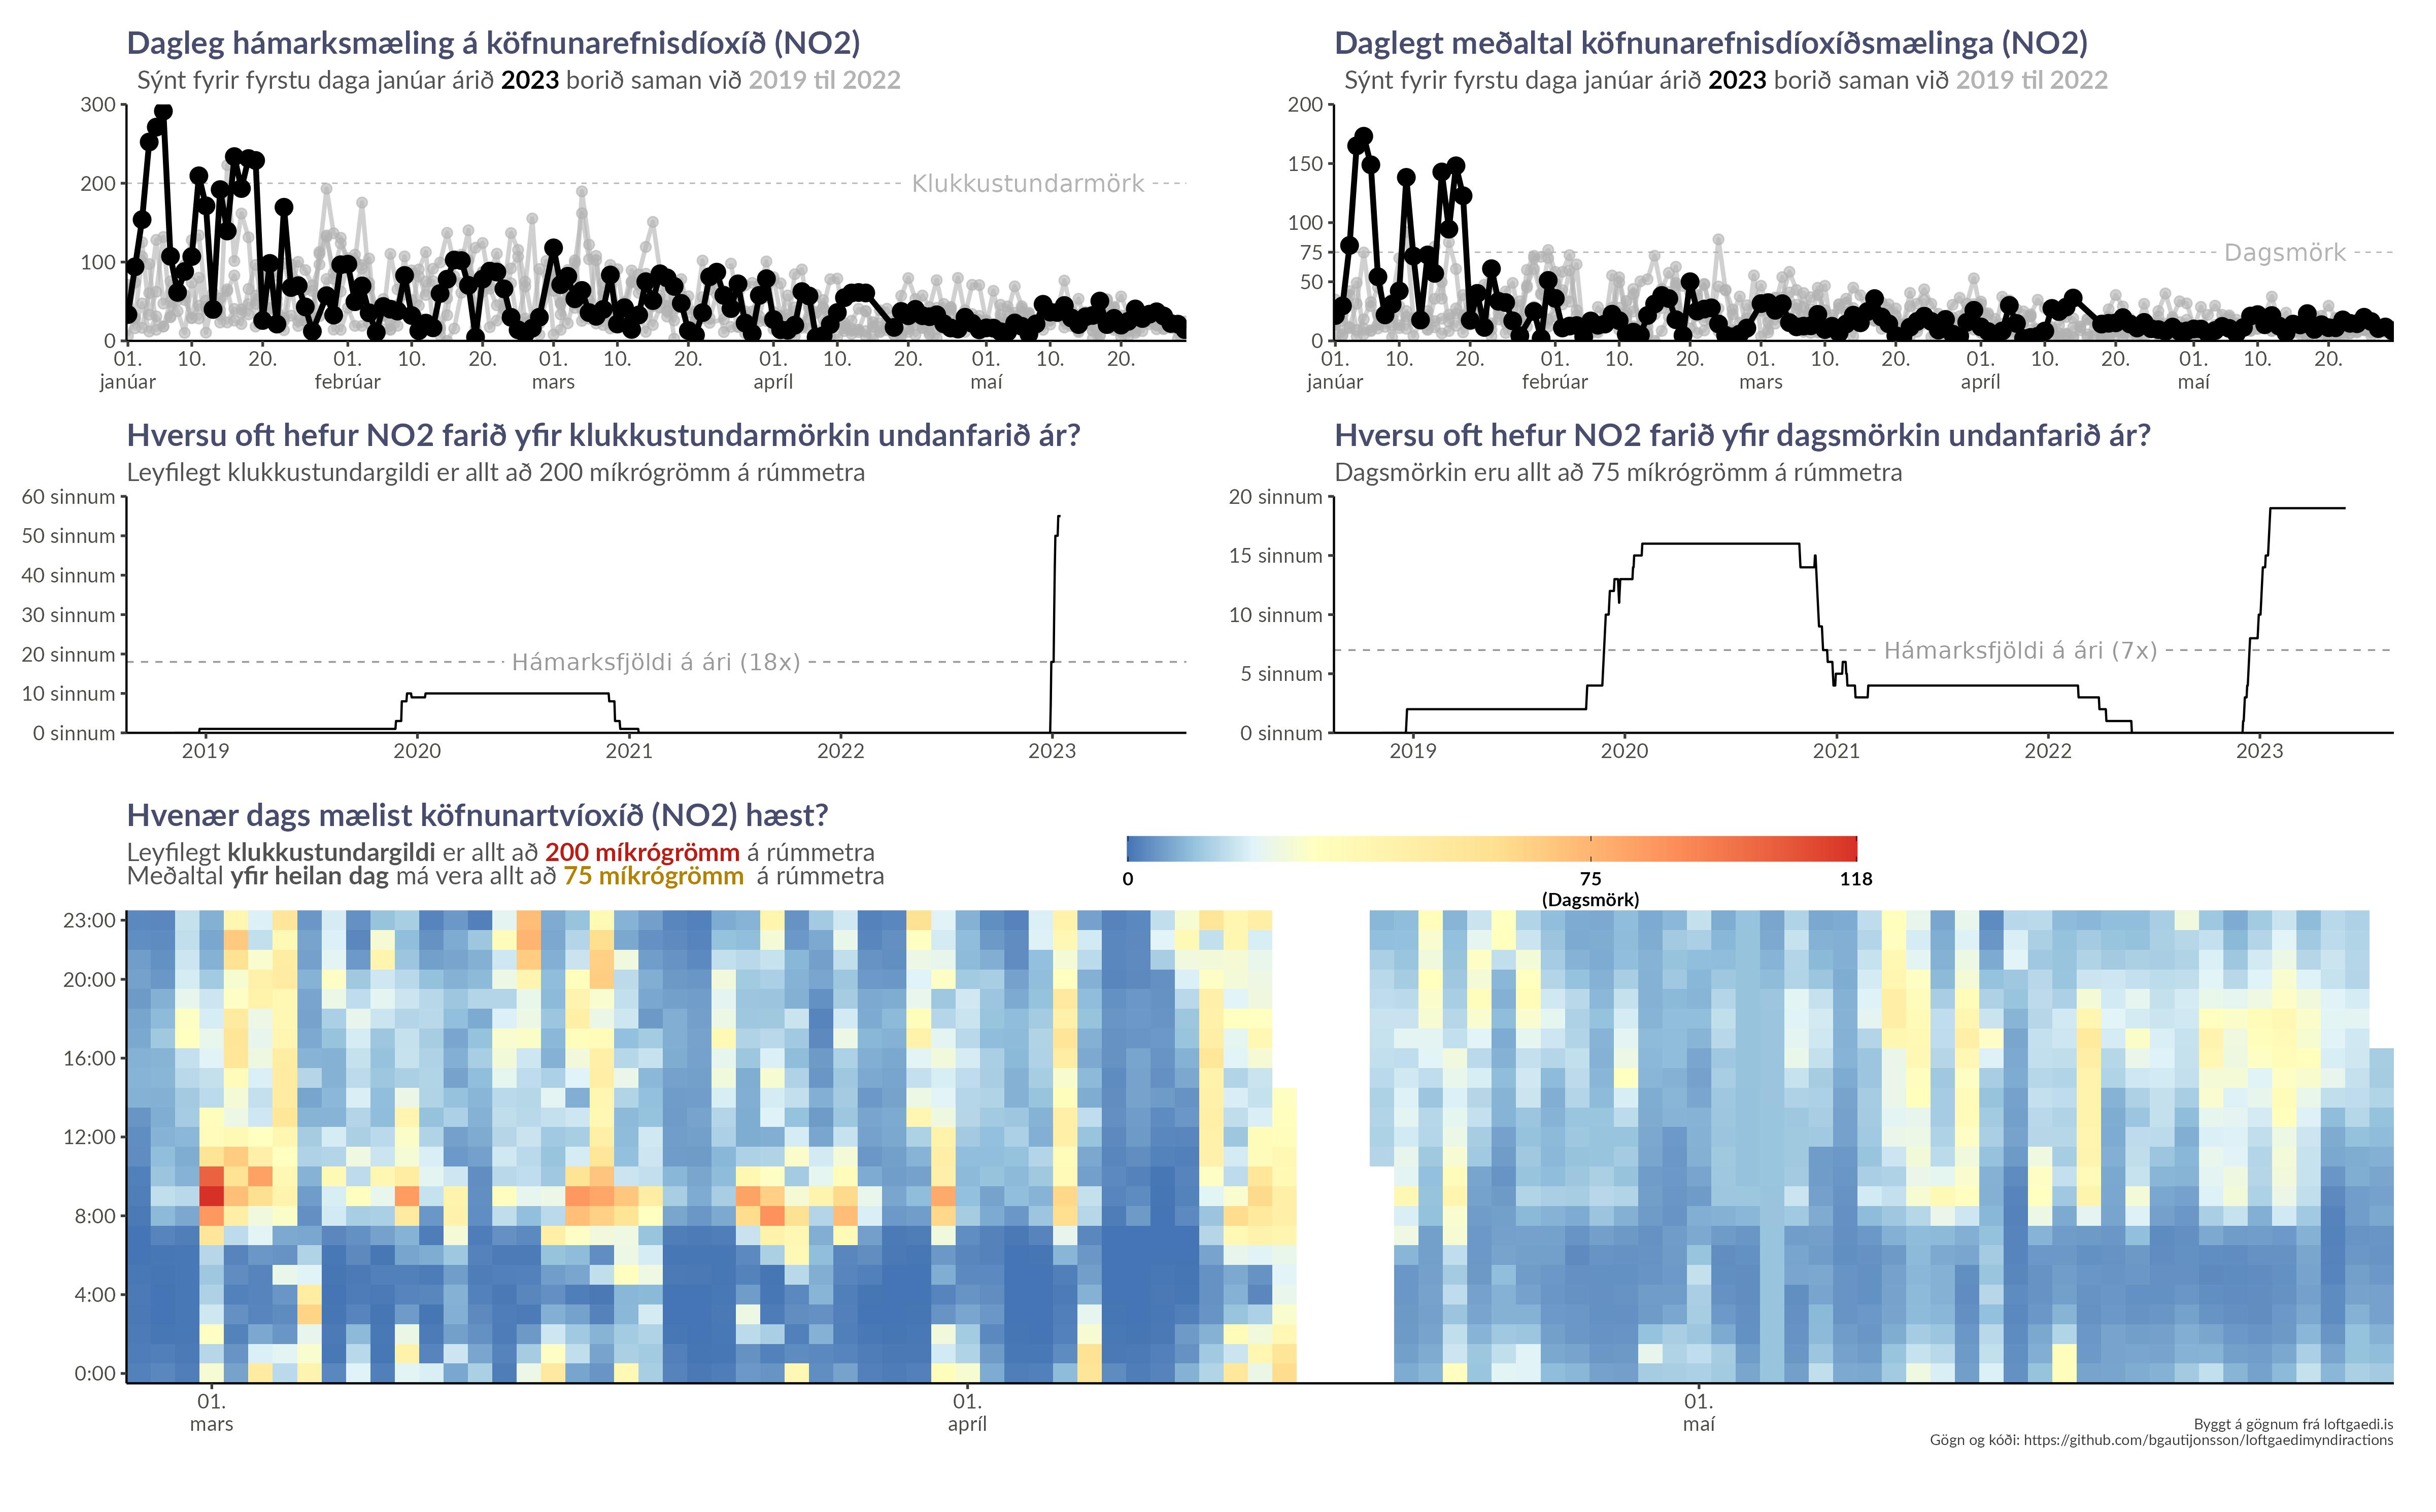 Dagleg hámarksmæling á köfnunarefnisdíoxíð (NO2)
Sýnt fyrir fyrstu daga janúar árið 2023 borið saman við 2019 til 2022
300
200
100
0
Klukkustundarmörk
01. 10. 20. 01. 10. 20. 01. 10. 20. 01. 10. 20. 01. 10. 20.
janúar febrúar mars apríl maí
Daglegt meðaltal köfnunarefnisdíoxíðsmælinga (NO2)
Sýnt fyrir fyrstu daga janúar árið 2023 borið saman við 2019 til 2022
200
150
100
75
50
0
Dagsmörk
01. 10. 20. 01. 10. 20. 01. 10. 20. 01. 10. 20. 01. 10. 20.
janúar febrúar mars apríl maí
Hversu oft hefur NO2 farið yfir klukkustundarmörkin undanfarið ár?
Leyfilegt klukkustundargildi er allt að 200 míkrógrömm á rúmmetra
60 sinnum
50 sinnum
40 sinnum
30 sinnum
20 sinnum
10 sinnum
0 sinnum
Hámarksfjöldi á ári (18x)
2019 2020 2021 2022 2023
Hversu oft hefur NO2 farið yfir dagsmörkin undanfarið ár?
Dagsmörkin eru allt að 75 míkrógrömm á rúmmetra
20 sinnum
15 sinnum
10 sinnum
5 sinnum
0 sinnum
Hámarksfjöldi á ári (7x)
2019 2020 2021 2022 2023
Hvenær dags mælist köfnunartvíoxíð (NO2) hæst?
Leyfilegt klukkustundargildi er allt að 200 míkrógrömm á rúmmetra
Meðaltal yfir heilan dag má vera allt að 75 míkrógrömm á rúmmetra
0 75 118
(Dagsmörk)
23:00
20:00
16:00
12:00
8:00
4:00
0:00
01. 01. 01.
mars apríl maí
Byggt á gögnum frá loftgaedi.is
Gögn og kóði: https://github.com/bgautijonsson/loftgaedimyndiractions